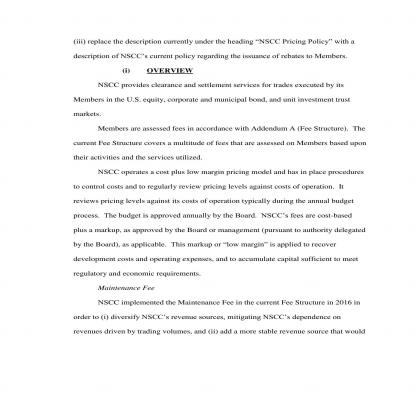 (iii) replace the description currently under the heading “NSCC Pricing Policy” with a
description of NSCC’s current policy regarding the issuance of rebates to Members.
(i) OVERVIEW
NSCC provides clearance and settlement services for trades executed by its
Members in the U.S. equity, corporate and municipal bond, and unit investment trust
markets.
Members are assessed fees in accordance with Addendum A (Fee Structure). The
current Fee Structure covers a multitude of fees that are assessed on Members based upon
their activities and the services utilized.
NSCC operates a cost plus low margin pricing model and has in place procedures
to control costs and to regularly review pricing levels against costs of operation. It
reviews pricing levels against its costs of operation typically during the annual budget
process. The budget is approved annually by the Board. NSCC’s fees are cost-based
plus a markup, as approved by the Board or management (pursuant to authority delegated
by the Board), as applicable. This markup or “low margin” is applied to recover
development costs and operating expenses, and to accumulate capital sufficient to meet
regulatory and economic requirements.
Maintenance Fee
NSCC implemented the Maintenance Fee in the current Fee Structure in 2016 in
order to (i) diversify NSCC’s revenue sources, mitigating NSCC’s dependence on
revenues driven by trading volumes, and (ii) add a more stable revenue source that would